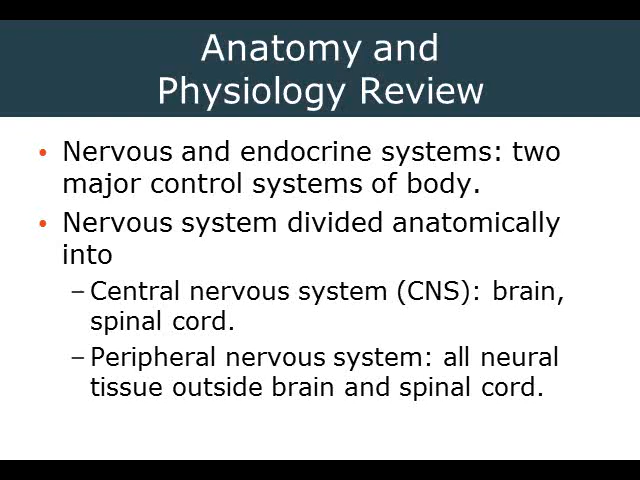 Anatomy and
Physiology Review
• Nervous and endocrine systems: two
major control systems of body.
• Nervous system divided anatomically
into
– Central nervous system (CNS): brain,
spinal cord.
– Peripheral nervous system: all neural
tissue outside brain and spinal cord.